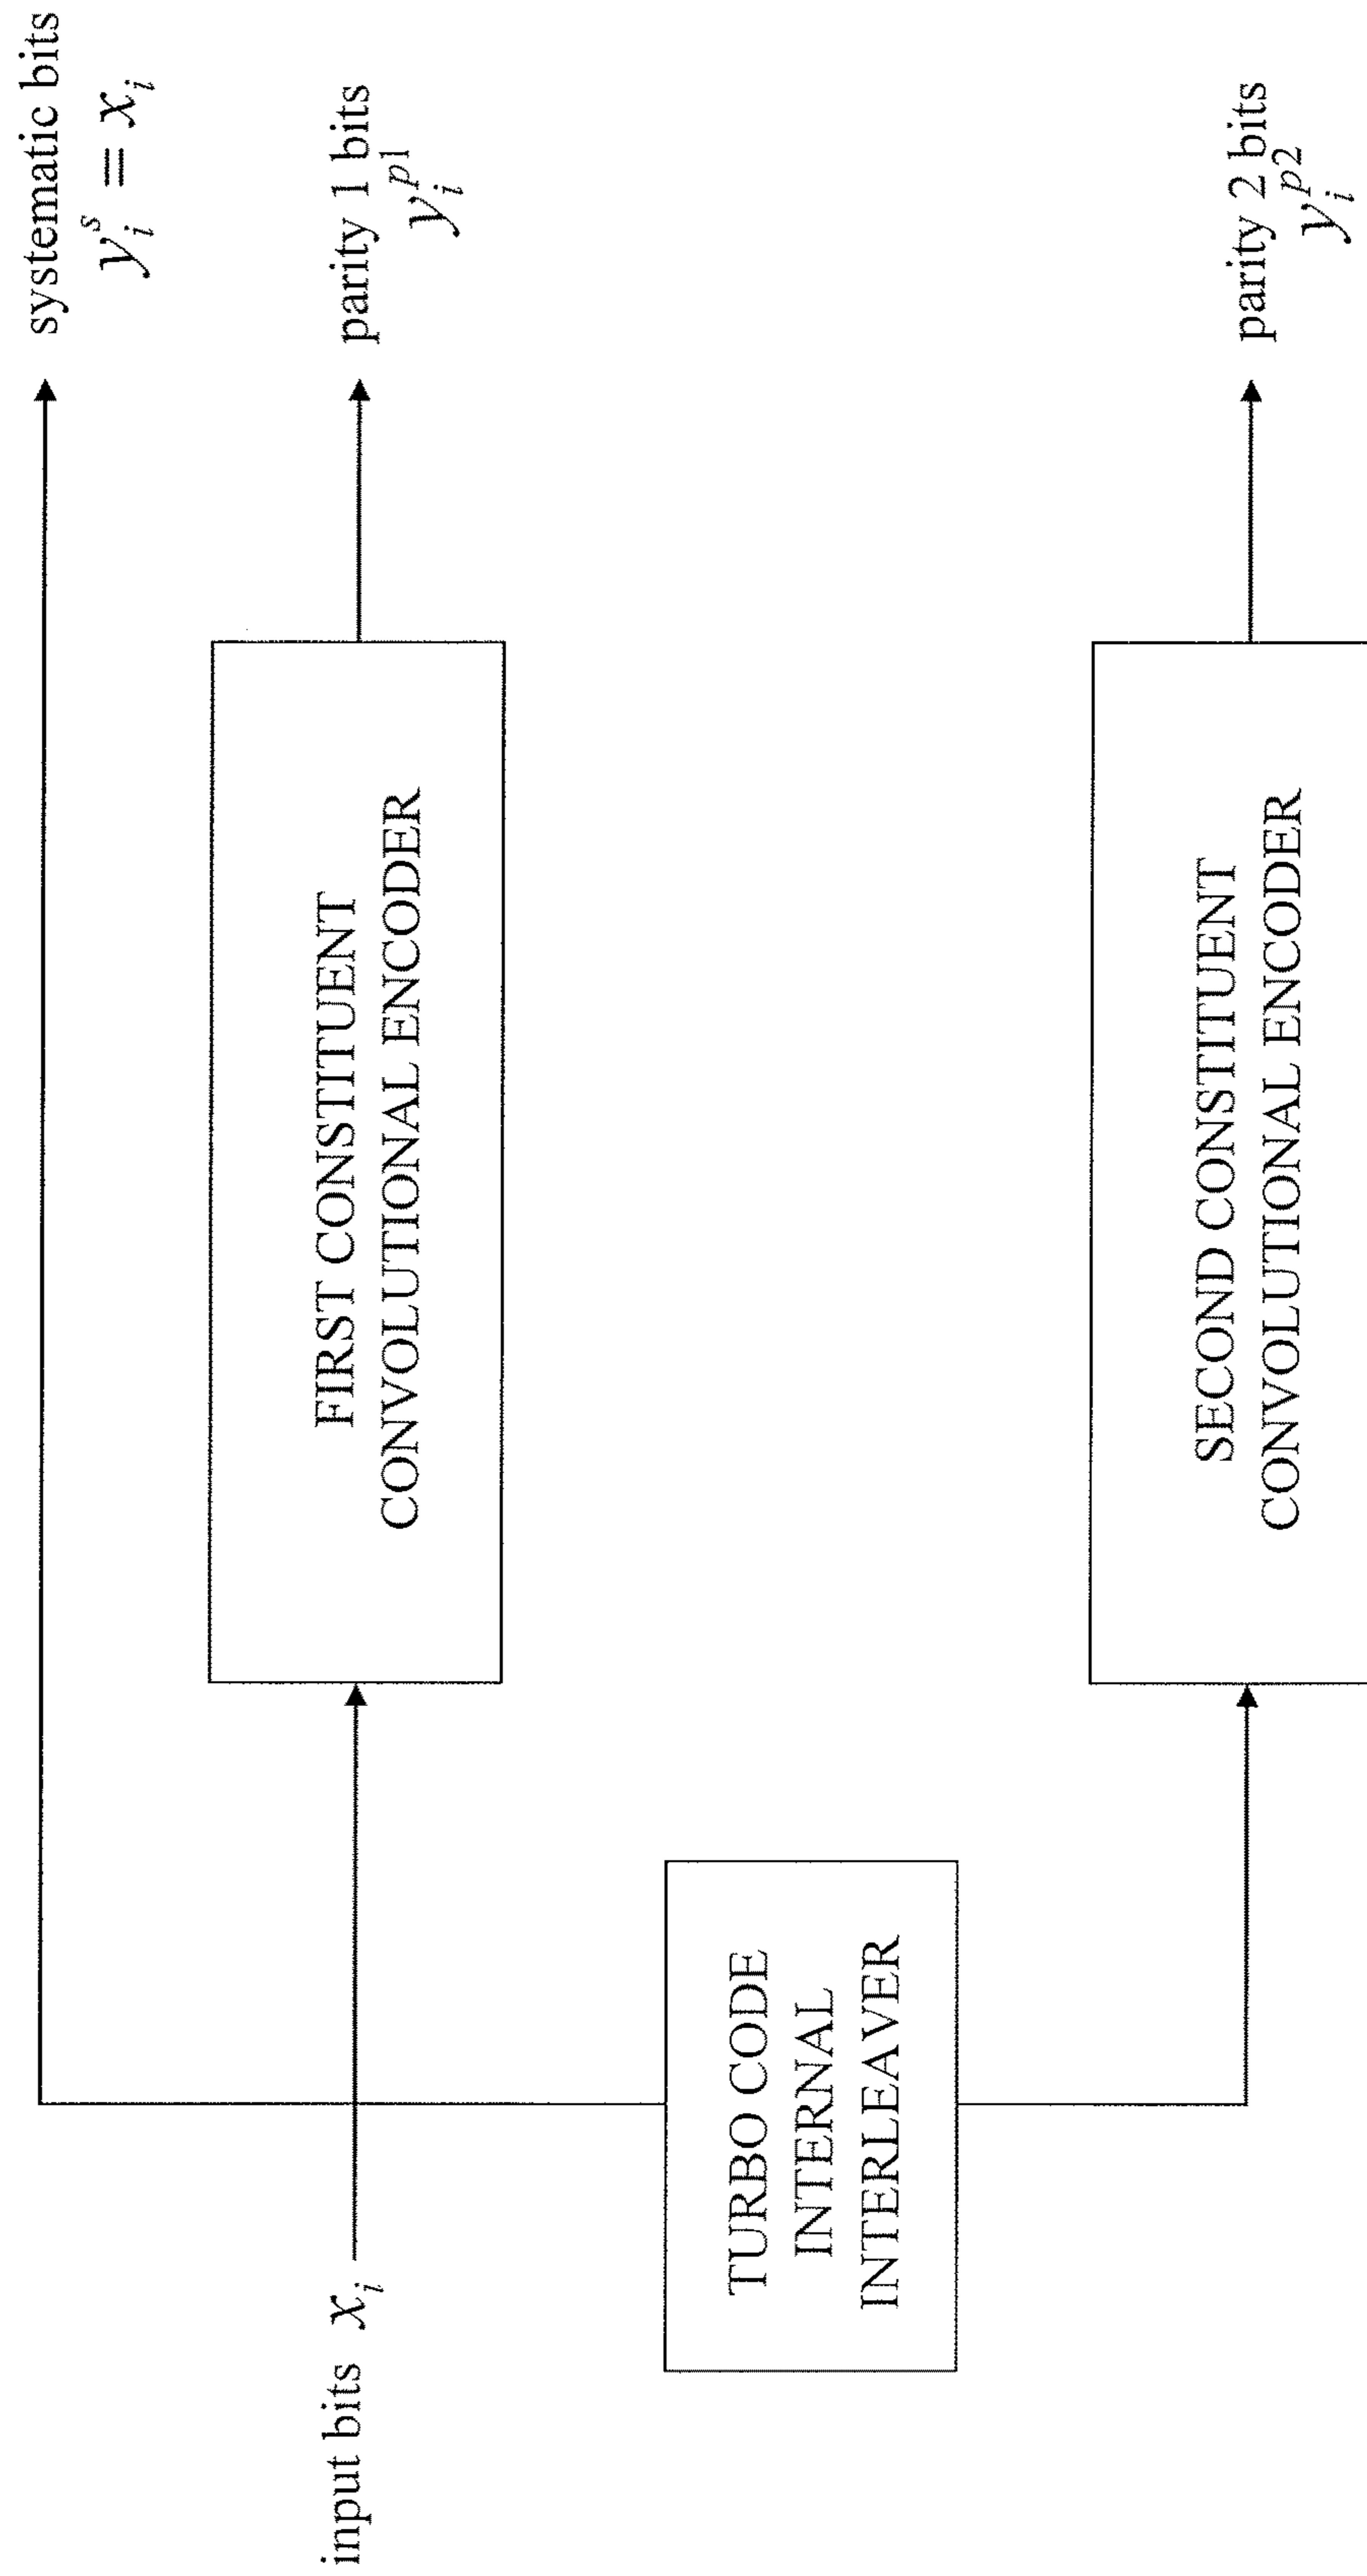 systematic bits
y_i^s = x_i
input bits x_i
FIRST CONSTITUENT
CONVOLUTIONAL ENCODER
parity 1 bits
y_i^{p1}
TURBO CODE
INTERNAL
INTERLEAVER
SECOND CONSTITUENT
CONVOLUTIONAL ENCODER
parity 2 bits
y_i^{p2}